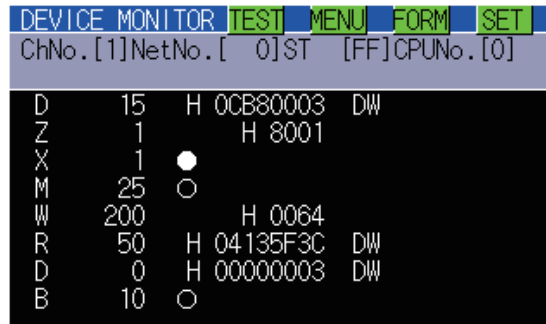 DEVICE MONITOR TEST MENU FORM SET
ChNo.[1]NetNo.[ 0]ST [FF]CPUNo.[0]
D 15 H 0CB80003 DW
Z 1 H 8001
X 1 ●
M 25 ○
W 200 H 0064
R 50 H 04135F3C DW
D 0 H 00000003 DW
B 10 ○